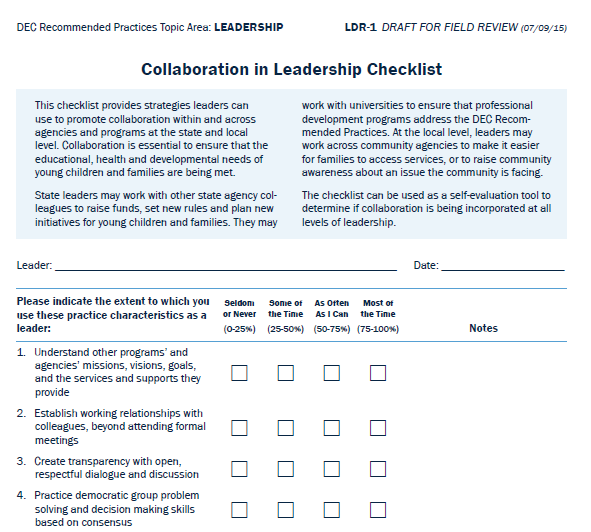 DEC Recommended Practices Topic Area: LEADERSHIP
LDR-1 DRAFT FOR FIELD REVIEW (07/09/15)
Collaboration in Leadership Checklist
This checklist provides strategies leaders can
use to promote collaboration within and across
agencies and programs at the state and local
level. Collaboration is essential to ensure that the
educational, health and developmental needs of
young children and families are being met.
State leaders may work with other state agency col-
leagues to raise funds, set new rules and plan new
initiatives for young children and families. They may
work with universities to ensure that professional
development programs address the DEC Recom-
mended Practices. At the local level, leaders may
work across community agencies to make it easier
for families to access services, or to raise community
awareness about an issue the community is facing.
The checklist can be used as a self-evaluation tool to
determine if collaboration is being incorporated at all
levels of leadership.
Leader:
Date:
Please indicate the extent to which you
use these practice characteristics as a
leader:
Seldom
or Never
(0-25%)
Some of
the Time
(25-50%)
As Often
As I Can
(50-75%)
Most of
the Time
(75-100%)
Notes
1. Understand other programs' and
agencies' missions, visions, goals,
and the services and supports they
provide
2. Establish working relationships with
colleagues, beyond attending formal
meetings
3. Create transparency with open,
respectful dialogue and discussion
4. Practice democratic group problem
solving and decision making skills
based on consensus